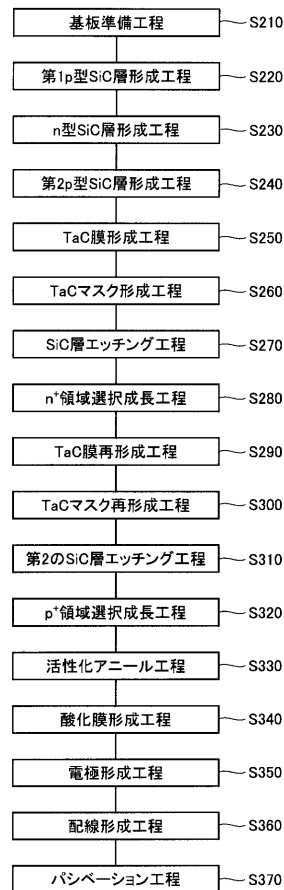 基板準備工程 S210
第1p型SiC層形成工程 S220
n型SiC層形成工程 S230
第2p型SiC層形成工程 S240
TaC膜形成工程 S250
TaCマスク形成工程 S260
SiC層エッチング工程 S270
n⁺領域選択成長工程 S280
TaC膜再形成工程 S290
TaCマスク再形成工程 S300
第2のSiC層エッチング工程 S310
p⁺領域選択成長工程 S320
活性化アニール工程 S330
酸化膜形成工程 S340
電極形成工程 S350
配線形成工程 S360
パシベーション工程 S370